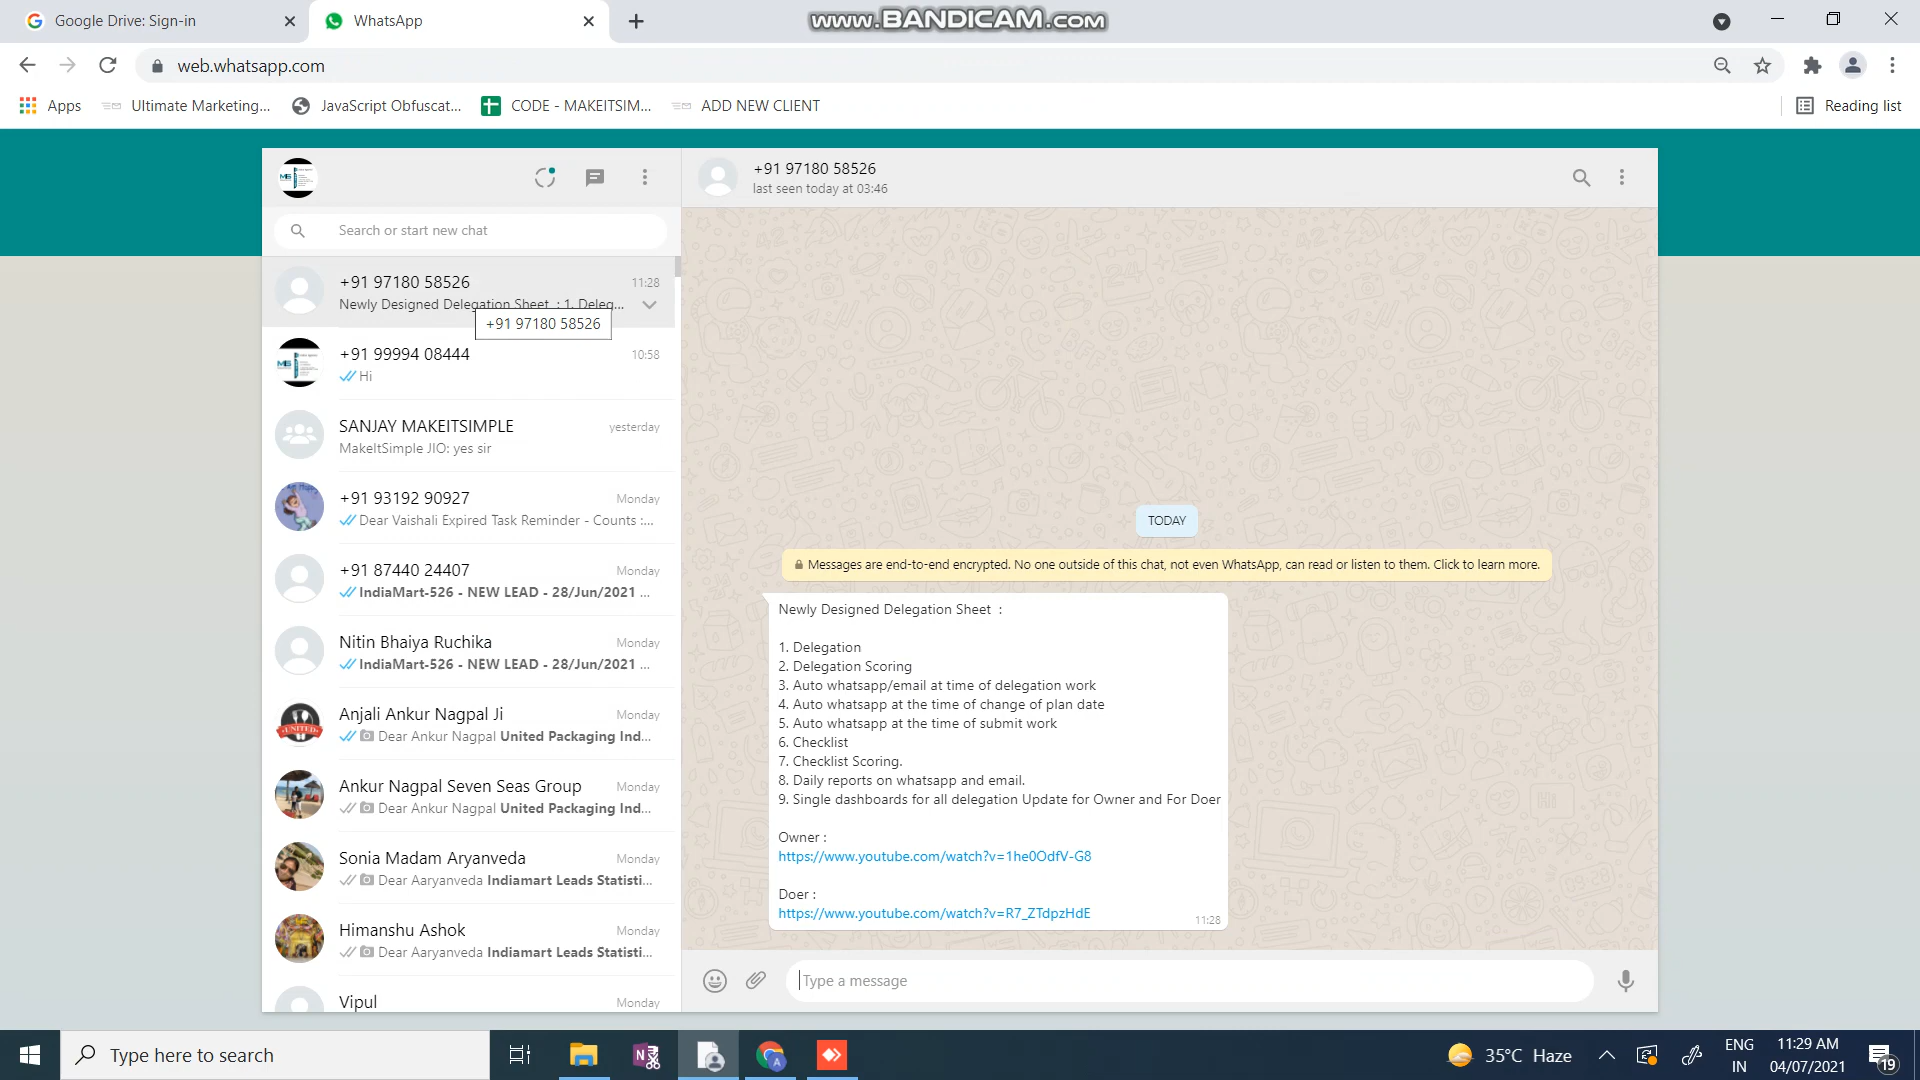 Google Drive: Sign-in
WhatsApp
www.BANDICAM.com
web.whatsapp.com
Apps
Ultimate Marketing...
JavaScript Obfuscat...
CODE - MAKEITSIM...
ADD NEW CLIENT
Reading list
+91 97180 58526
last seen today at 03:46
Search or start new chat
+91 97180 58526
11:28
Newly Designed Delegation Sheet : 1. Deleg...
+91 97180 58526
+91 99994 08444
10:58
Hi
SANJAY MAKEITSIMPLE
yesterday
MakeItSimple JIO: yes sir
+91 93192 90927
Monday
Dear Vaishali Expired Task Reminder - Counts :...
+91 87440 24407
Monday
IndiaMart-526 - NEW LEAD - 28/Jun/2021 ...
Nitin Bhaiya Ruchika
Monday
IndiaMart-526 - NEW LEAD - 28/Jun/2021 ...
Anjali Ankur Nagpal Ji
Monday
Dear Ankur Nagpal United Packaging Ind...
Ankur Nagpal Seven Seas Group
Monday
Dear Ankur Nagpal United Packaging Ind...
Sonia Madam Aryanveda
Monday
Dear Aaryanveda Indiamart Leads Statisti...
Himanshu Ashok
Monday
Dear Aaryanveda Indiamart Leads Statisti...
Vipul
Monday
TODAY
Messages are end-to-end encrypted. No one outside of this chat, not even WhatsApp, can read or listen to them. Click to learn more.
Newly Designed Delegation Sheet :
1. Delegation
2. Delegation Scoring
3. Auto whatsapp/email at time of delegation work
4. Auto whatsapp at the time of change of plan date
5. Auto whatsapp at the time of submit work
6. Checklist
7. Checklist Scoring.
8. Daily reports on whatsapp and email.
9. Single dashboards for all delegation Update for Owner and For Doer
Owner :
https://www.youtube.com/watch?v=1he0OdfV-G8
Doer :
https://www.youtube.com/watch?v=R7_ZTdpzHdE
11:28
Type a message
Type here to search
35°C Haze
ENG
IN
11:29 AM
04/07/2021
19